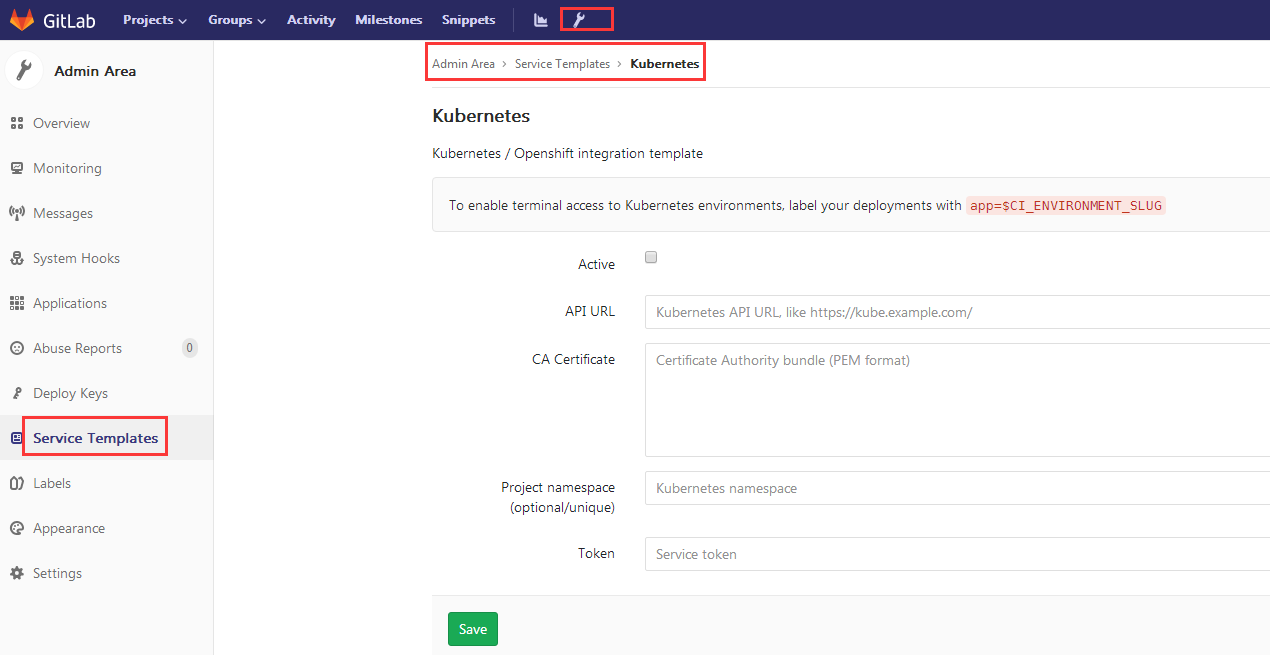 GitLab Projects Groups Activity Milestones Snippets
Admin Area
Overview
Monitoring
Messages
System Hooks
Applications
Abuse Reports 0
Deploy Keys
Service Templates
Labels
Appearance
Settings
Admin Area › Service Templates › Kubernetes
Kubernetes
Kubernetes / Openshift integration template
To enable terminal access to Kubernetes environments, label your deployments with app=$CI_ENVIRONMENT_SLUG
Active
API URL Kubernetes API URL, like https://kube.example.com/
CA Certificate Certificate Authority bundle (PEM format)
Project namespace Kubernetes namespace
(optional/unique)
Token Service token
Save